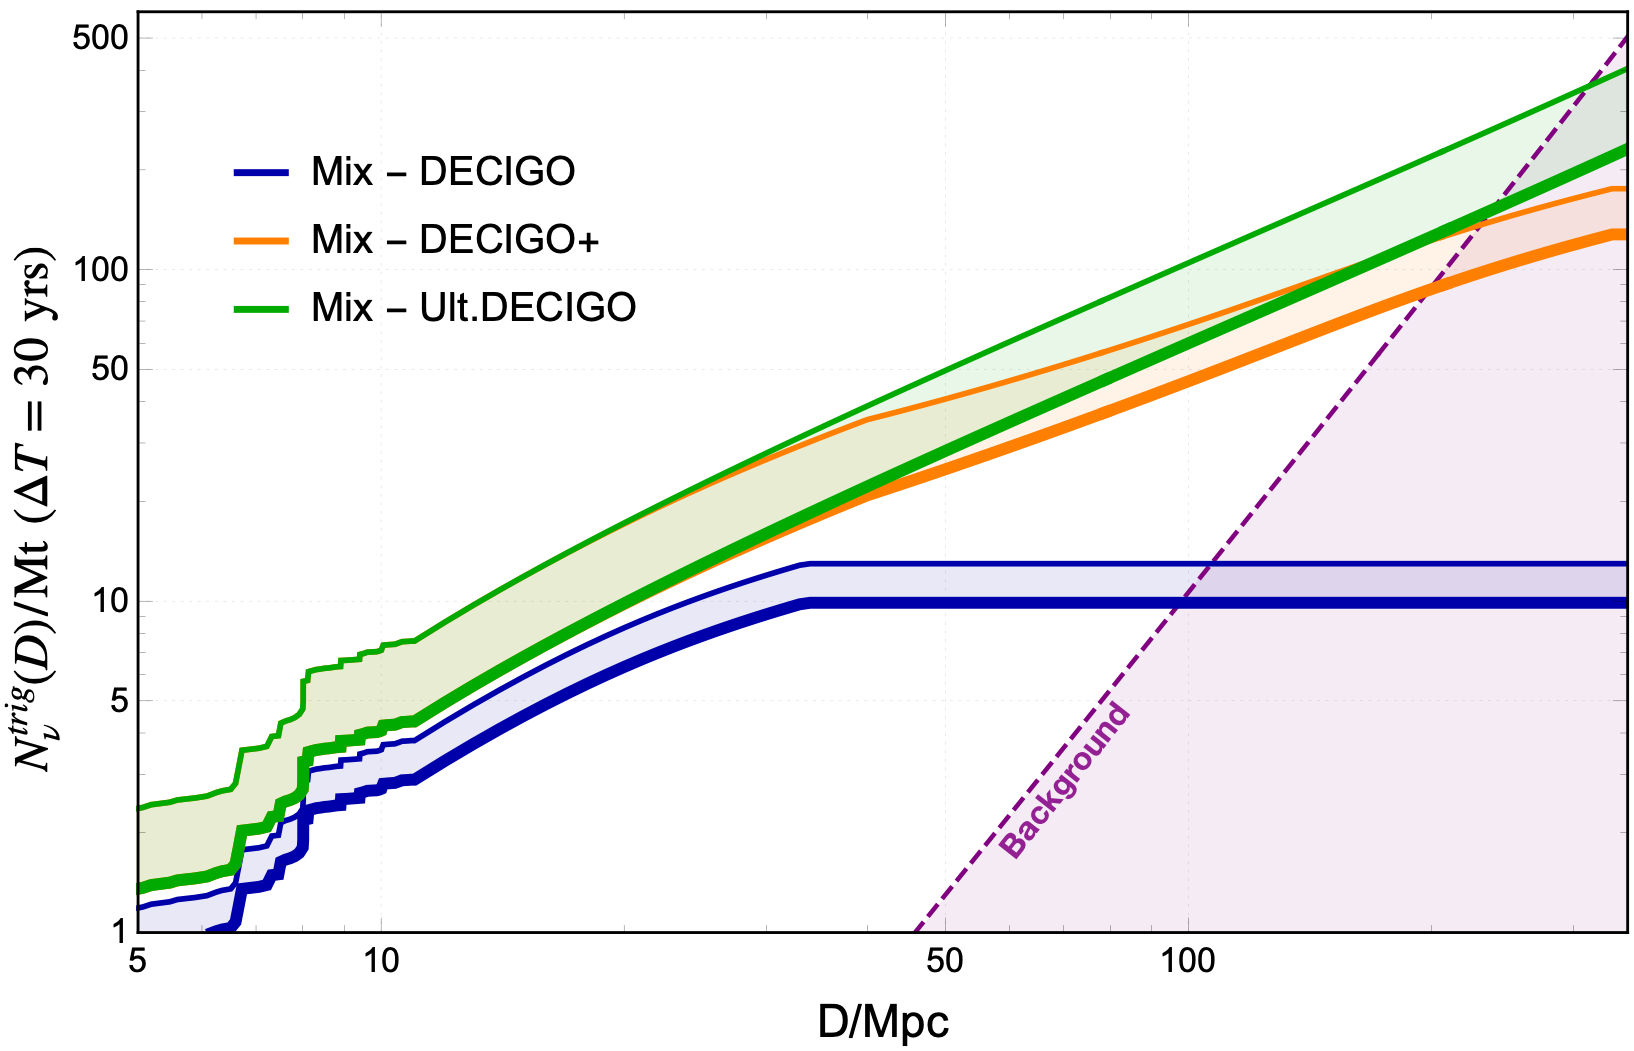 500
100
50
10
5
1
N_ν^{trig}(D)/Mt (ΔT = 30 yrs)
Mix – DECIGO
Mix – DECIGO+
Mix – Ult.DECIGO
Background
5 10 50 100
D/Mpc